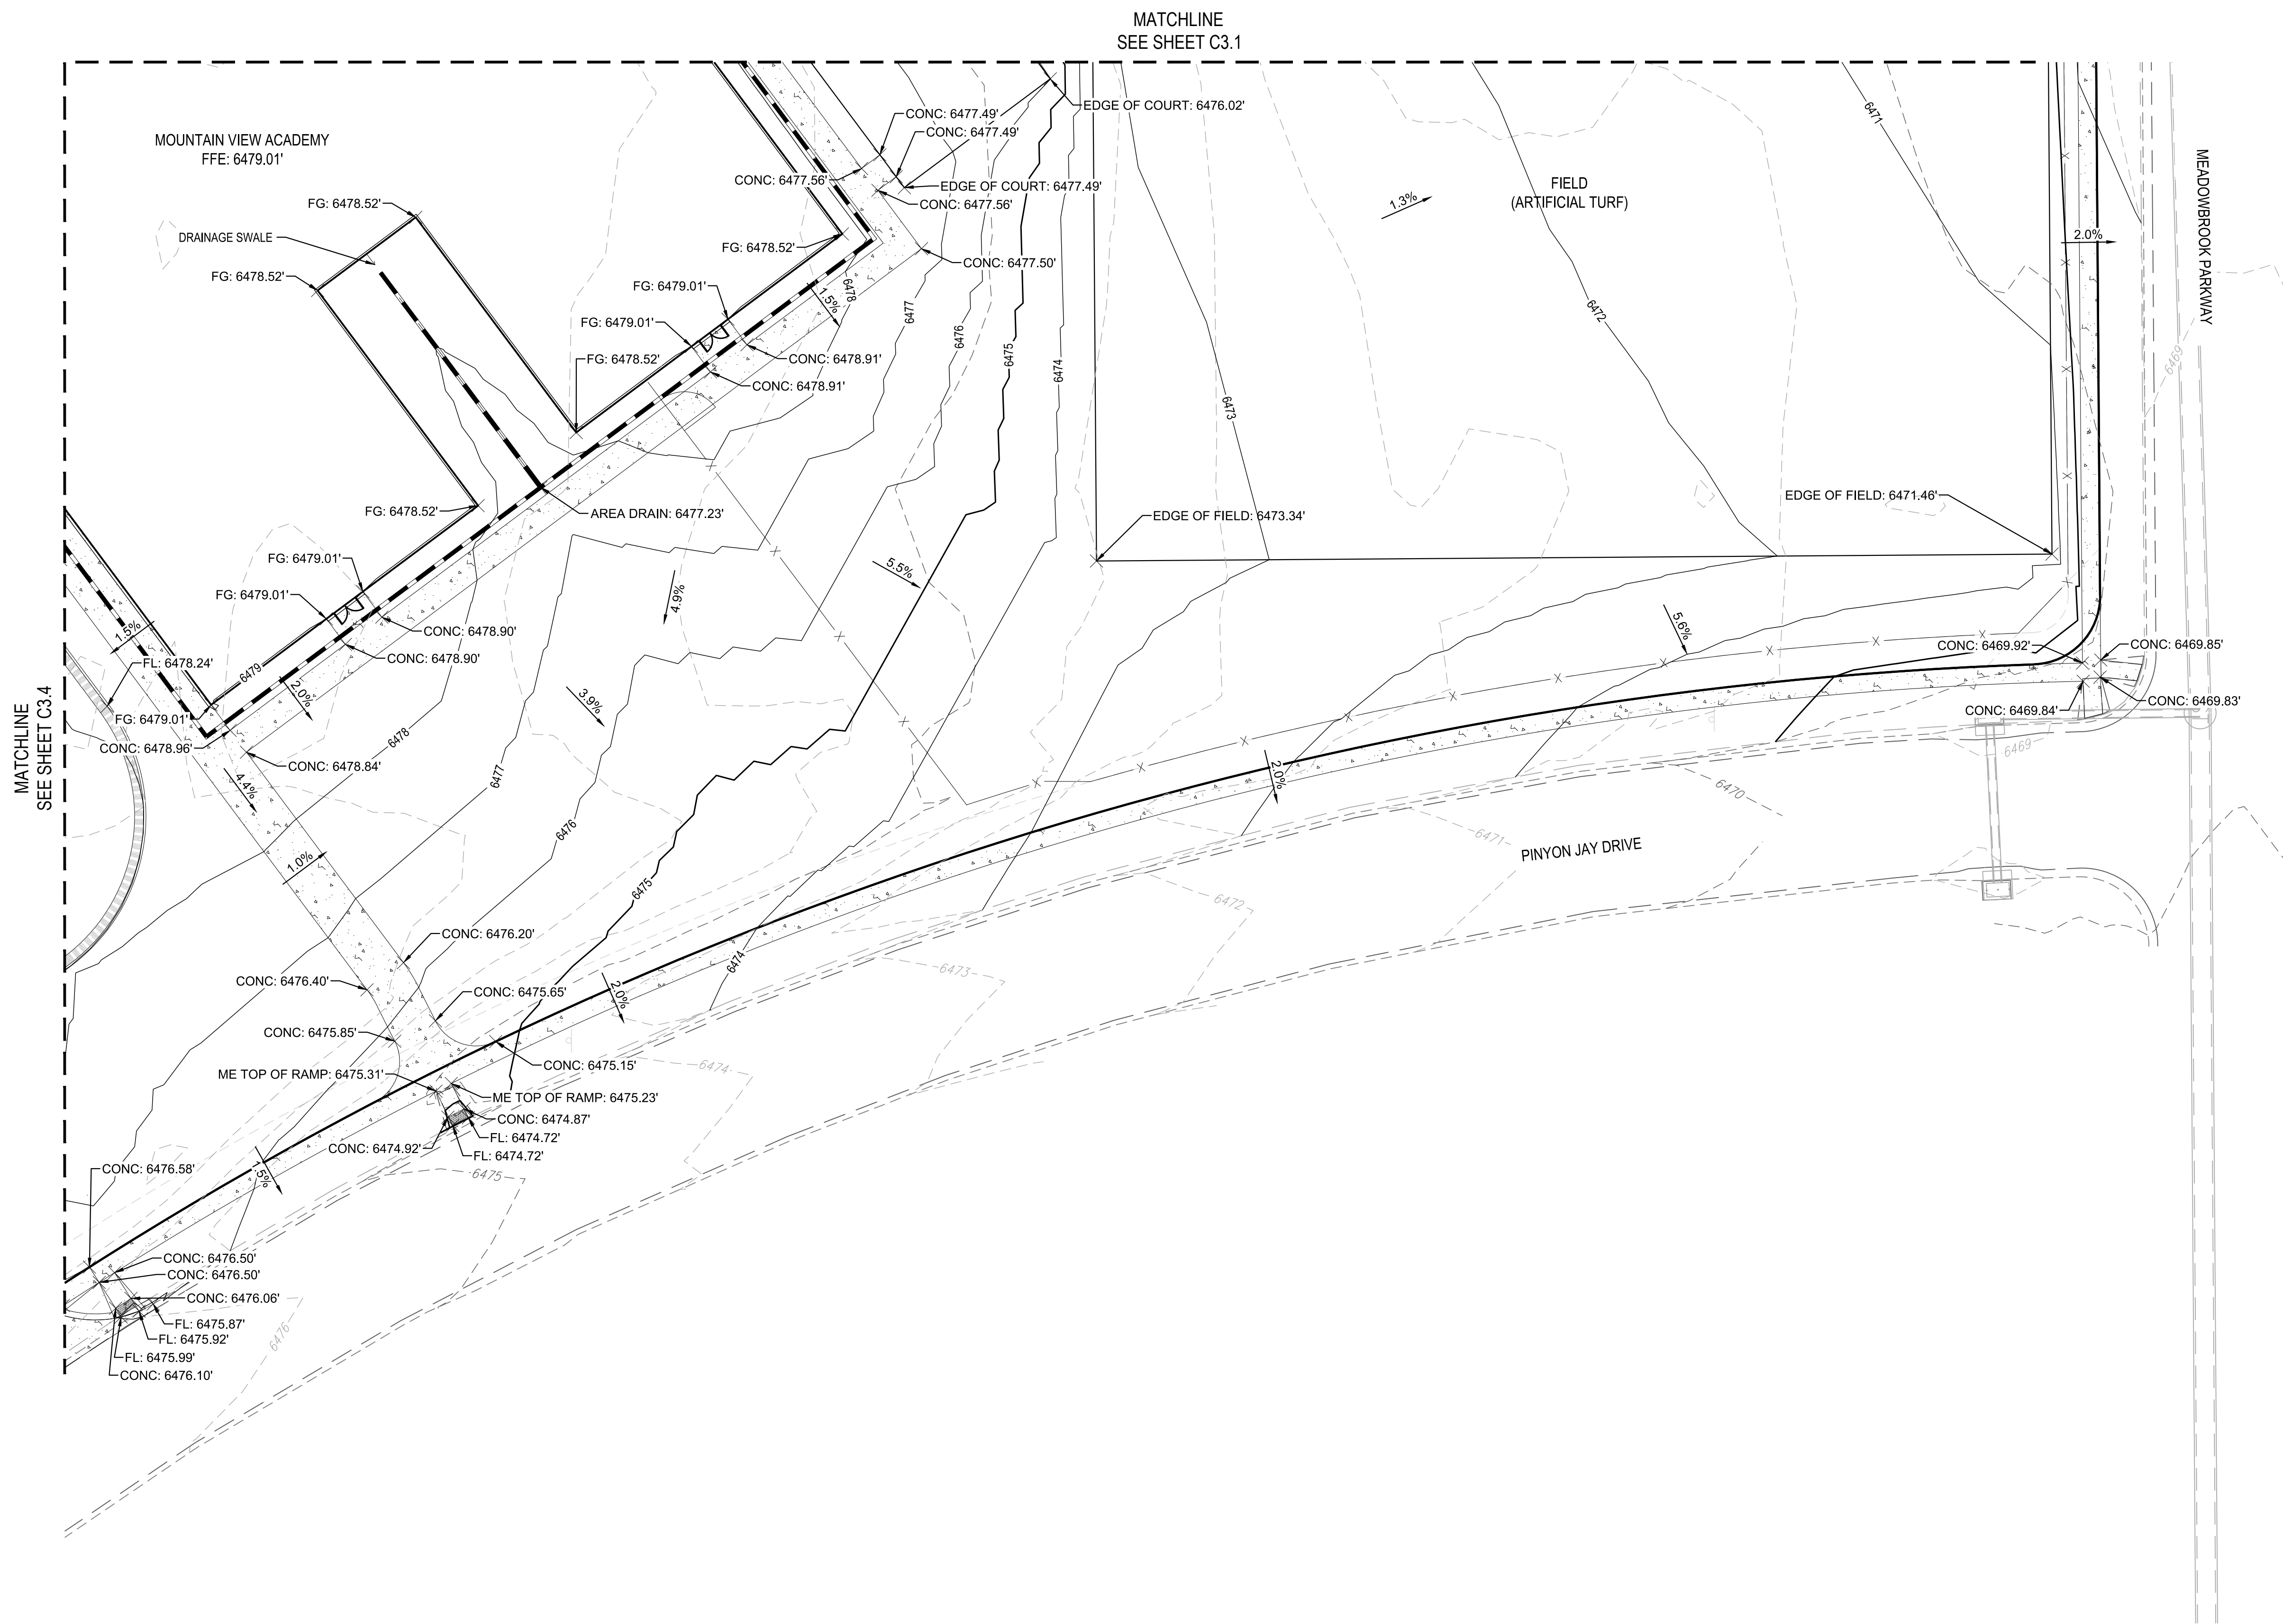 MATCHLINE
SEE SHEET C3.1
MOUNTAIN VIEW ACADEMY
FFE: 6479.01'
EDGE OF COURT: 6476.02'
CONC: 6477.49'
CONC: 6477.49'
CONC: 6477.56'
EDGE OF COURT: 6477.49'
CONC: 6477.56'
6471
FIELD
(ARTIFICIAL TURF)
1.3%
MEADOWBROOK PARKWAY
2.0%
FG: 6478.52'
DRAINAGE SWALE
FG: 6478.52'
FG: 6478.52'
CONC: 6477.50'
FG: 6479.01'
6478
1.5%
6477
6476
6475
6474
6473
6472
6469
FG: 6479.01'
FG: 6478.52'
CONC: 6478.91'
CONC: 6478.91'
FG: 6478.52'
AREA DRAIN: 6477.23'
EDGE OF FIELD: 6473.34'
EDGE OF FIELD: 6471.46'
FG: 6479.01'
FG: 6479.01'
5.5%
4.9%
CONC: 6478.90'
CONC: 6478.90'
1.5%
FL: 6478.24'
6479
2.0%
FG: 6479.01'
CONC: 6478.96'
CONC: 6478.84'
3.9%
5.6%
CONC: 6469.92'
CONC: 6469.85'
CONC: 6469.83'
CONC: 6469.84'
MATCHLINE
SEE SHEET C3.4
4.4%
6478
6477
6476
2.0%
6469
6470
6471
PINYON JAY DRIVE
1.0%
6475
6472
CONC: 6476.20'
6474
6473
CONC: 6476.40'
CONC: 6475.65'
2.0%
CONC: 6475.85'
CONC: 6475.15'
6474
ME TOP OF RAMP: 6475.31'
ME TOP OF RAMP: 6475.23'
CONC: 6474.87'
FL: 6474.72'
CONC: 6474.92'
FL: 6474.72'
6475
CONC: 6476.58'
1.5%
CONC: 6476.50'
CONC: 6476.50'
CONC: 6476.06'
FL: 6475.87'
FL: 6475.92'
FL: 6475.99'
CONC: 6476.10'
6476